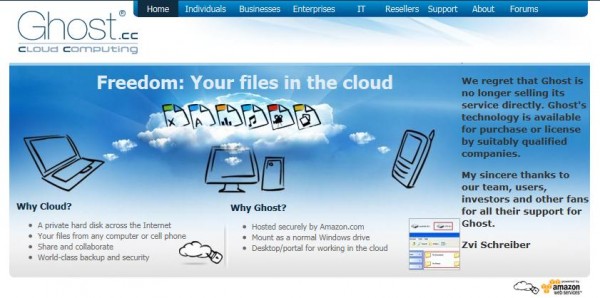 Ghost®.cc
CLOUD COMPUTING
Home Individuals Businesses Enterprises IT Resellers Support About Forums
Freedom: Your files in the cloud
X A
Why Cloud?
A private hard disk across the Internet
Your files from any computer or cell phone
Share and collaborate
World-class backup and security
Why Ghost?
Hosted securely by Amazon.com
Mount as a normal Windows drive
Desktop/portal for working in the cloud
We regret that Ghost is
no longer selling its
service directly. Ghost's
technology is available
for purchase or license
by suitably qualified
companies.
My sincere thanks to
our team, users,
investors and other fans
for all their support for
Ghost.
Zvi Schreiber
powered by
amazon
web services™